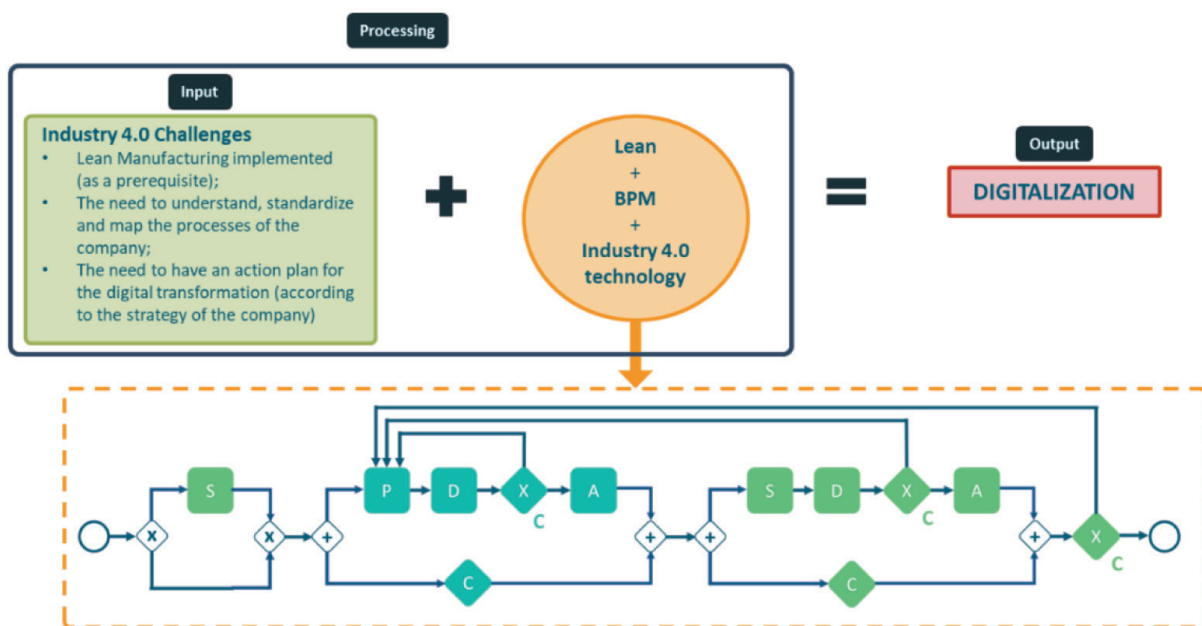 Processing
Input
Industry 4.0 Challenges
• Lean Manufacturing implemented
(as a prerequisite);
• The need to understand, standardize
and map the processes of the
company;
• The need to have an action plan for
the digital transformation (according
to the strategy of the company)
+
Lean
+
BPM
+
Industry 4.0
technology
=
Output
DIGITALIZATION
S
P D X A
C
S D X A
C
x x + + + + X
C
C C